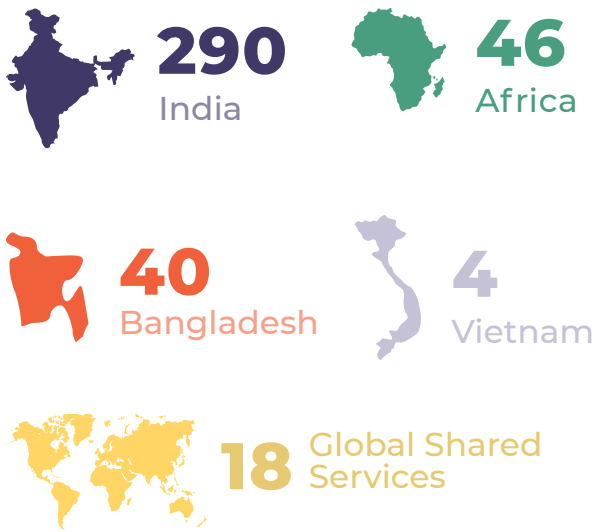 290
India
46
Africa
40
Bangladesh
4
Vietnam
18
Global Shared
Services